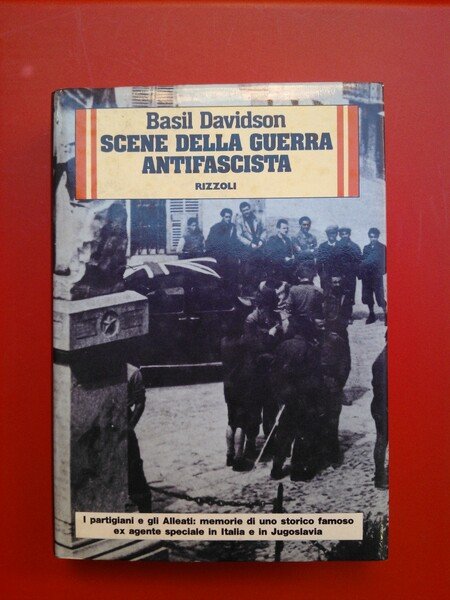 Basil Davidson
SCENE DELLA GUERRA
ANTIFASCISTA
RIZZOLI
I partigiani e gli Alleati: memorie di uno storico famoso
ex agente speciale in Italia e in Jugoslavia